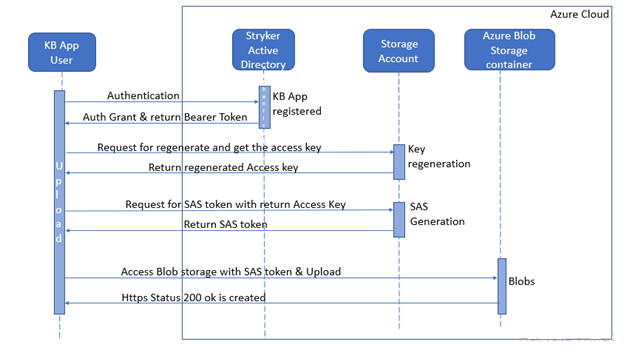 Azure Cloud
KB App
User
Stryker
Active
Directory
Storage
Account
Azure Blob
Storage
container
Authentication
KB App
registered
Auth Grant & return Bearer Token
Request for regenerate and get the access key
Key
regeneration
Return regenerated Access key
Upload
Request for SAS token with return Access Key
SAS
Generation
Return SAS token
Access Blob storage with SAS token & Upload
Blobs
Https Status 200 ok is created